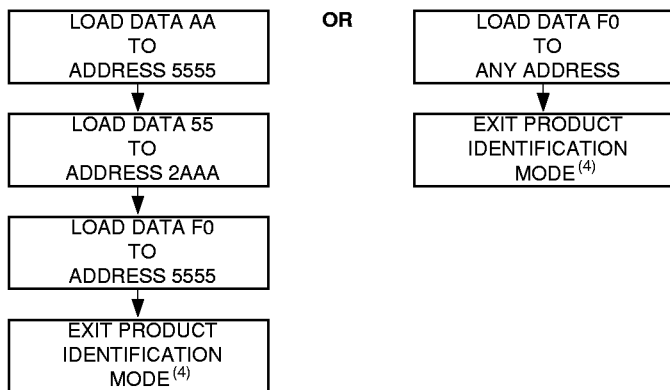 LOAD DATA AA
TO
ADDRESS 5555
LOAD DATA 55
TO
ADDRESS 2AAA
LOAD DATA F0
TO
ADDRESS 5555
EXIT PRODUCT
IDENTIFICATION
MODE(4)
OR
LOAD DATA F0
TO
ANY ADDRESS
EXIT PRODUCT
IDENTIFICATION
MODE(4)